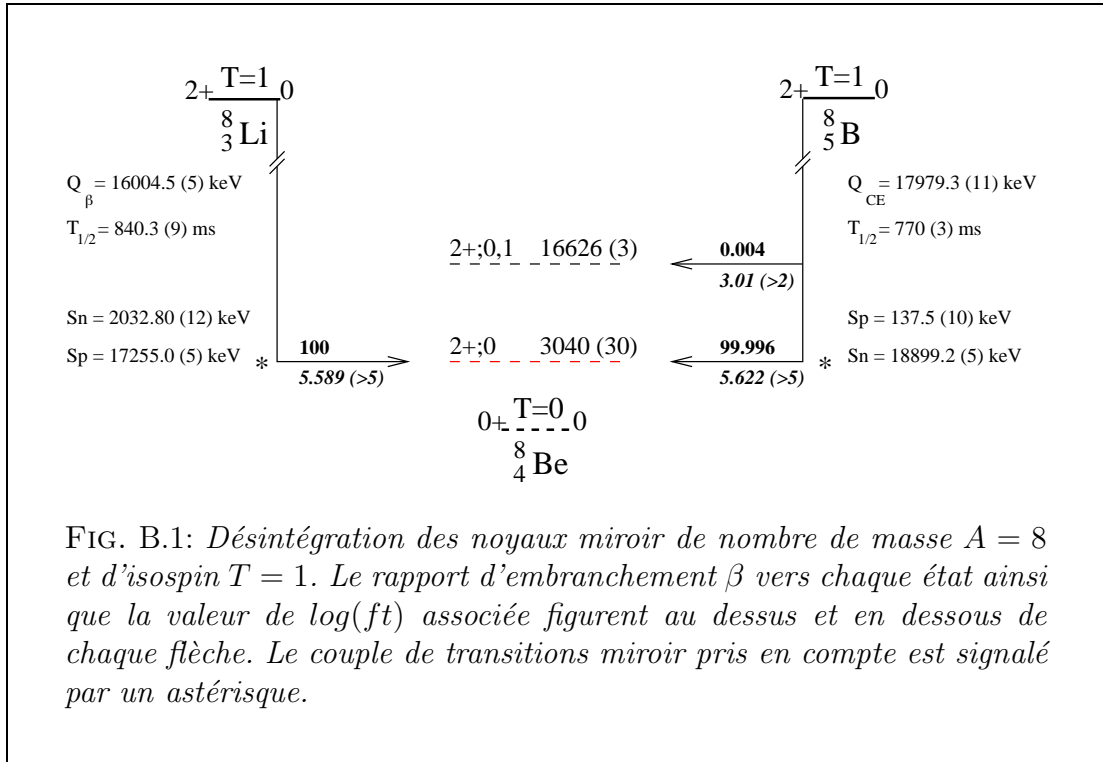 2+ T=1 0
8 3 Li
Qβ = 16004.5 (5) keV
T1/2 = 840.3 (9) ms
Sn = 2032.80 (12) keV
Sp = 17255.0 (5) keV *
100
5.589 (>5)
2+;0,1 16626 (3)
2+;0 3040 (30)
0+ T=0 0
8 4 Be
2+ T=1 0
8 5 B
QCE = 17979.3 (11) keV
T1/2 = 770 (3) ms
0.004
3.01 (>2)
Sp = 137.5 (10) keV
99.996
5.622 (>5)
* Sn = 18899.2 (5) keV
FIG. B.1: Désintégration des noyaux miroir de nombre de masse A = 8
et d'isospin T = 1. Le rapport d'embranchement β vers chaque état ainsi
que la valeur de log(ft) associée figurent au dessus et en dessous de
chaque flèche. Le couple de transitions miroir pris en compte est signalé
par un astérisque.